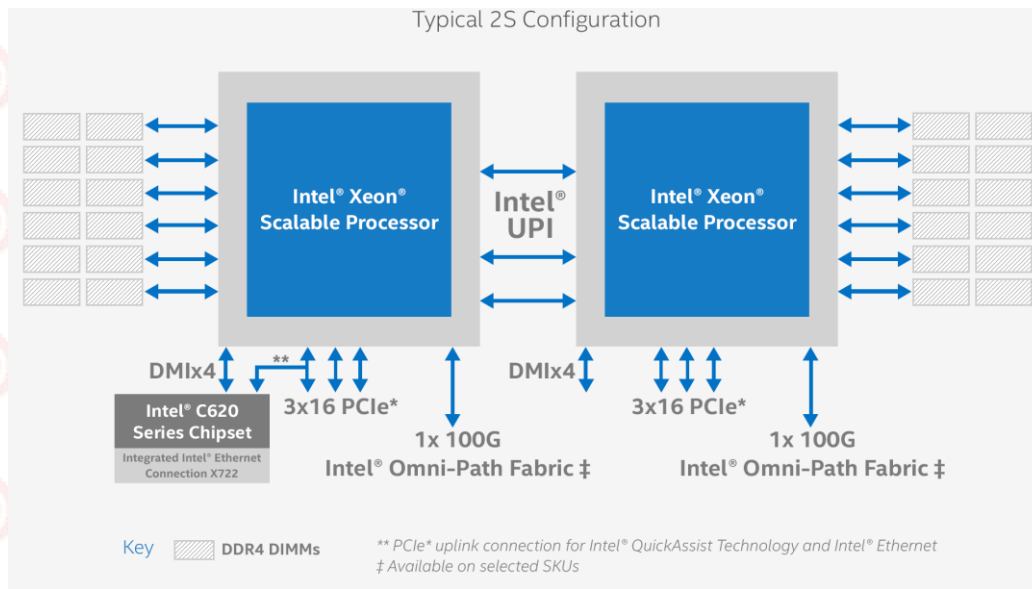 Typical 2S Configuration
Intel® Xeon®
Scalable Processor
Intel®
UPI
Intel® Xeon®
Scalable Processor
DMIx4
**
3x16 PCIe*
Intel® C620
Series Chipset
Integrated Intel® Ethernet
Connection X722
1x 100G
Intel® Omni-Path Fabric ‡
DMIx4
3x16 PCIe*
1x 100G
Intel® Omni-Path Fabric ‡
Key
DDR4 DIMMs
** PCIe* uplink connection for Intel® QuickAssist Technology and Intel® Ethernet
‡ Available on selected SKUs